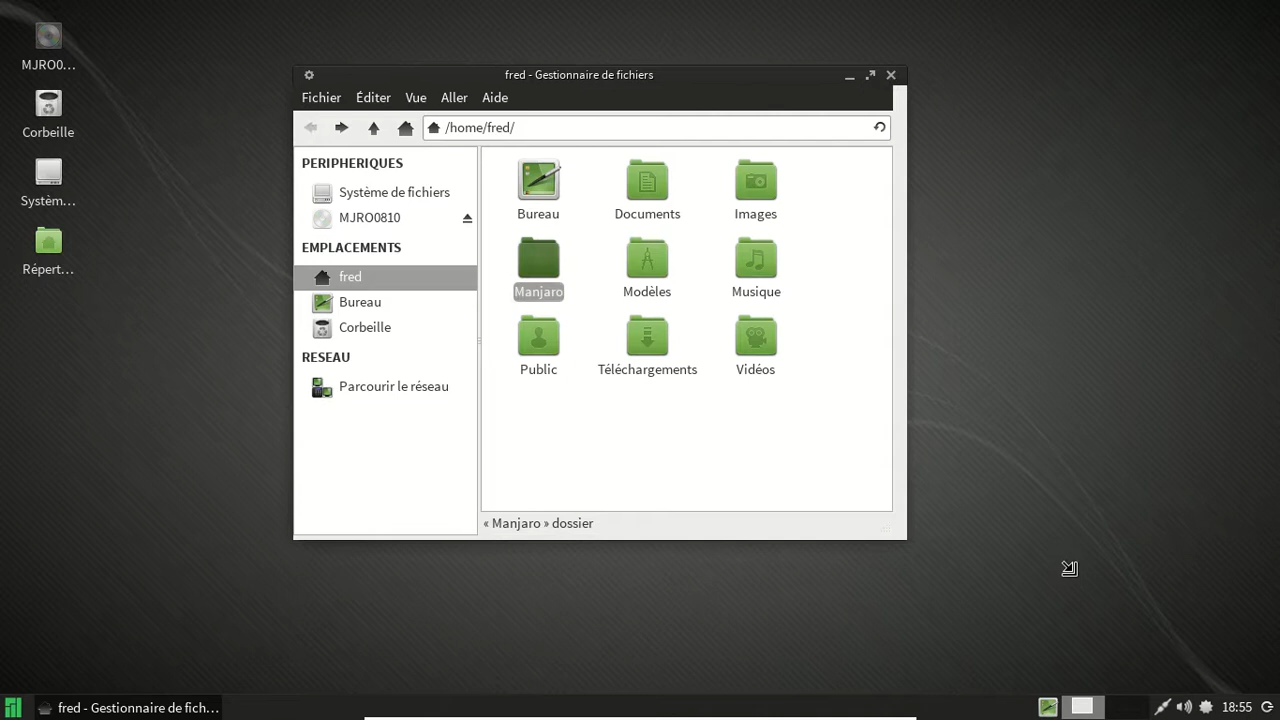 MJRO0...
Corbeille
Systèm...
Répert...
fred - Gestionnaire de fichiers
Fichier Éditer Vue Aller Aide
/home/fred/
PERIPHERIQUES
Système de fichiers
MJRO0810
EMPLACEMENTS
fred
Bureau
Corbeille
RESEAU
Parcourir le réseau
Bureau Documents Images
Manjaro Modèles Musique
Public Téléchargements Vidéos
« Manjaro » dossier
fred - Gestionnaire de fich...
18:55